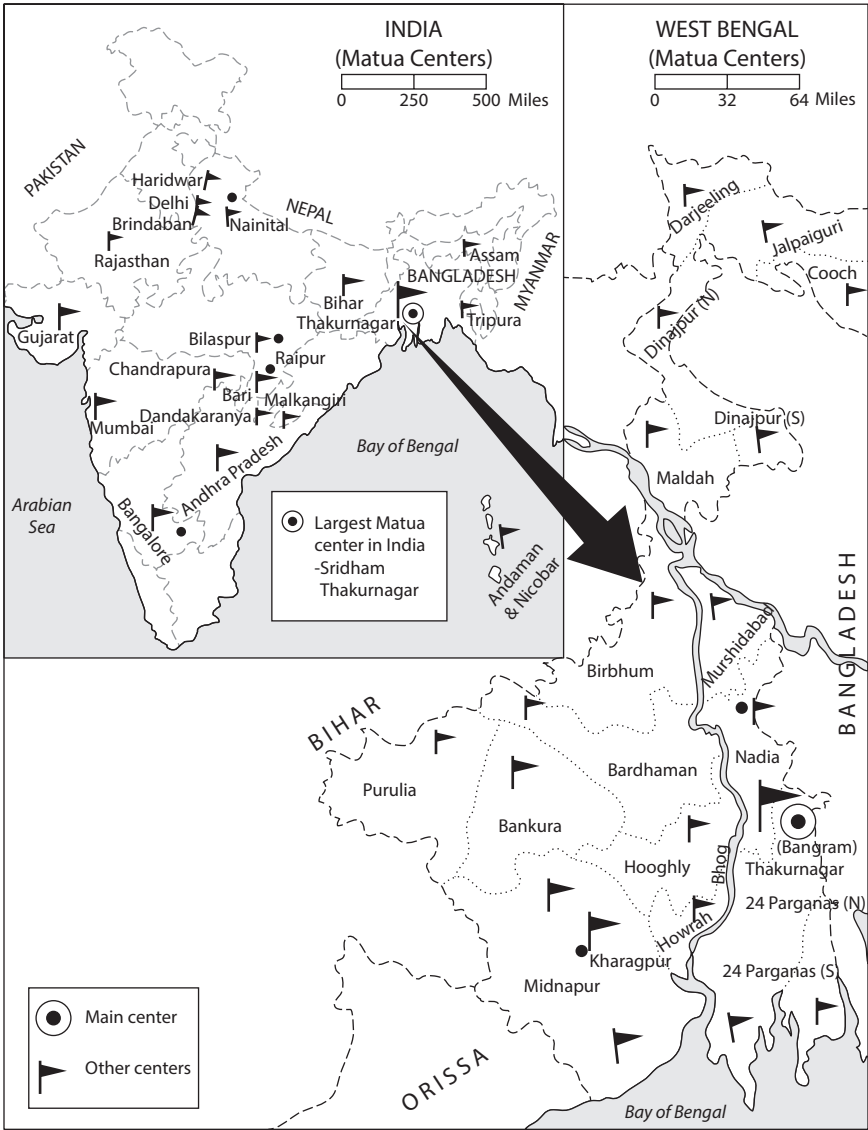 INDIA
(Matua Centers)
0 250 500 Miles
PAKISTAN
Haridwar
Delhi
Brindaban
Nainital
NEPAL
Rajasthan
Assam
BANGLADESH
MYANMAR
Bihar
Thakurnagar
Tripura
Gujarat
Bilaspur
Raipur
Chandrapura
Bari
Malkangiri
Dandakaranya
Mumbai
Andhra Pradesh
Bay of Bengal
Arabian
Sea
Bangalore
Largest Matua
center in India
-Sridham
Thakurnagar
Andaman
& Nicobar
WEST BENGAL
(Matua Centers)
0 32 64 Miles
Darjeeling
Jalpaiguri
Cooch
Dinajpur (N)
Dinajpur (S)
Maldah
BANGLADESH
Murshidabad
Birbhum
BIHAR
Nadia
Bardhaman
Purulia
Bankura
(Bangram)
Thakurnagar
Hooghly
Bhog
24 Parganas (N)
Howrah
Kharagpur
24 Parganas (S)
Midnapur
Main center
Other centers
ORISSA
Bay of Bengal